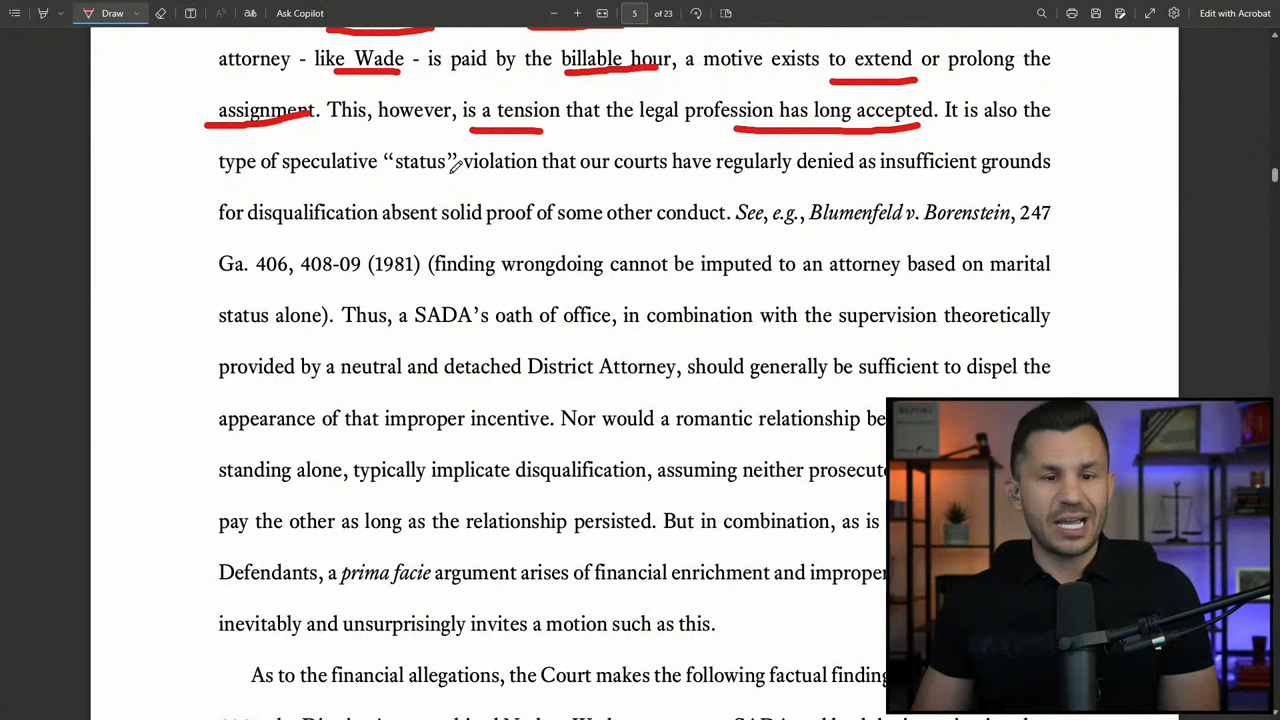 Draw
Ask Copilot
5 of 23
Edit with Acrobat
attorney - like Wade - is paid by the billable hour, a motive exists to extend or prolong the
assignment. This, however, is a tension that the legal profession has long accepted. It is also the
type of speculative “status” violation that our courts have regularly denied as insufficient grounds
for disqualification absent solid proof of some other conduct. See, e.g., Blumenfeld v. Borenstein, 247
Ga. 406, 408-09 (1981) (finding wrongdoing cannot be imputed to an attorney based on marital
status alone). Thus, a SADA’s oath of office, in combination with the supervision theoretically
provided by a neutral and detached District Attorney, should generally be sufficient to dispel the
appearance of that improper incentive. Nor would a romantic relationship be
standing alone, typically implicate disqualification, assuming neither prosecuto
pay the other as long as the relationship persisted. But in combination, as is
Defendants, a prima facie argument arises of financial enrichment and improper
inevitably and unsurprisingly invites a motion such as this.
As to the financial allegations, the Court makes the following factual finding